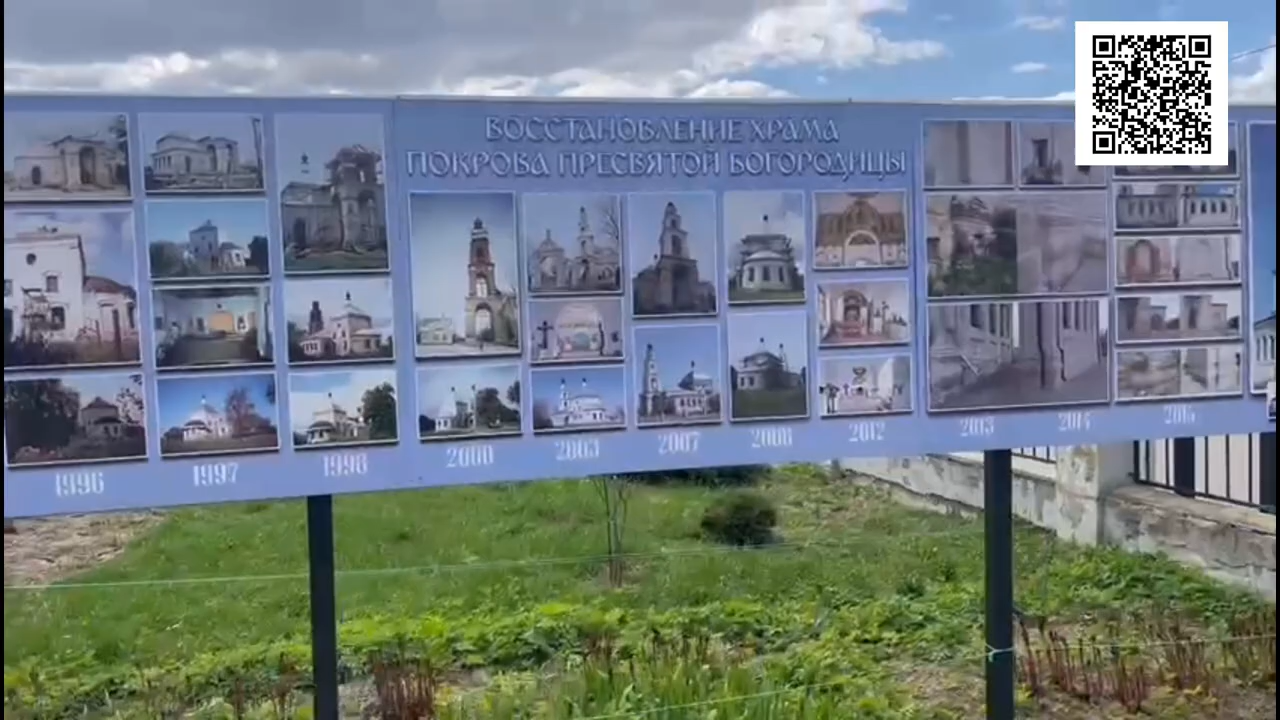 ВОССТАНОВЛЕНИЕ ХРАМА
ПОКРОВА ПРЕСВЯТОЙ БОГОРОДИЦЫ
1996 1997 1998 2000 2003 2007 2008 2012 2013 2014 2015